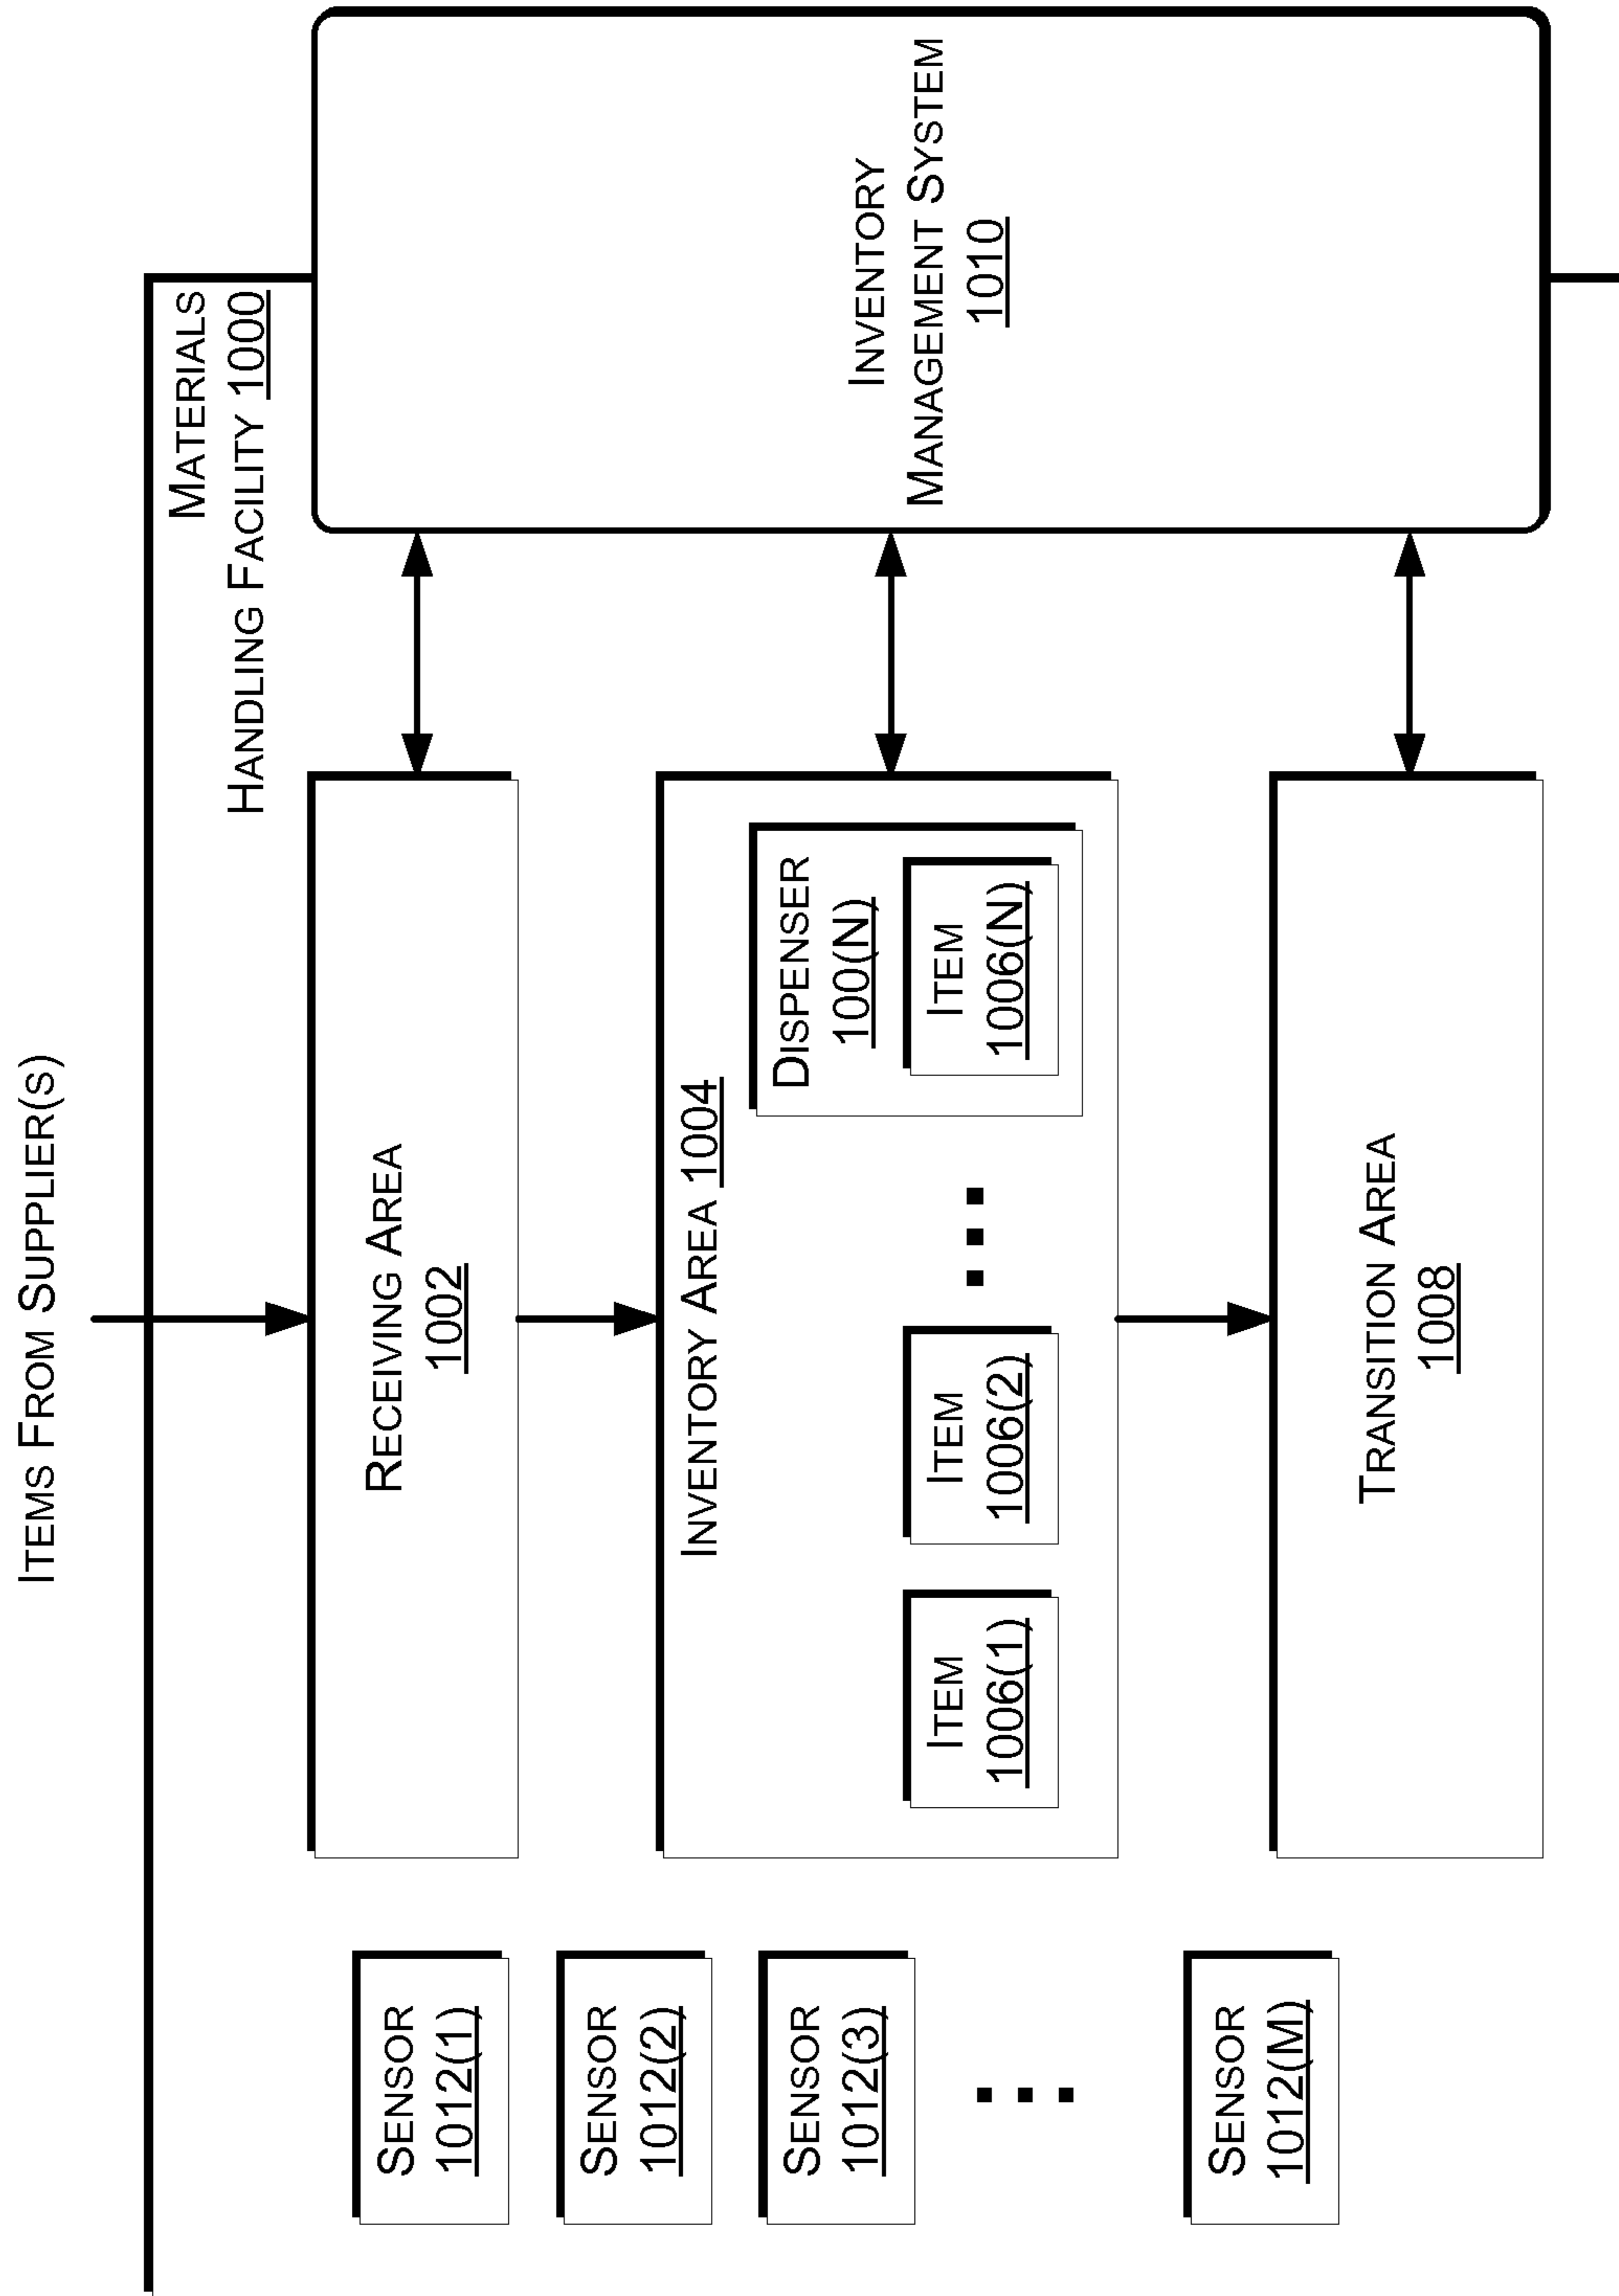 ITEMS FROM SUPPLIER(S)
MATERIALS
HANDLING FACILITY 1000
SENSOR
1012(1)
SENSOR
1012(2)
SENSOR
1012(3)
SENSOR
1012(M)
RECEIVING AREA
1002
INVENTORY AREA 1004
ITEM
1006(1)
ITEM
1006(2)
DISPENSER
100(N)
ITEM
1006(N)
TRANSITION AREA
1008
INVENTORY
MANAGEMENT SYSTEM
1010